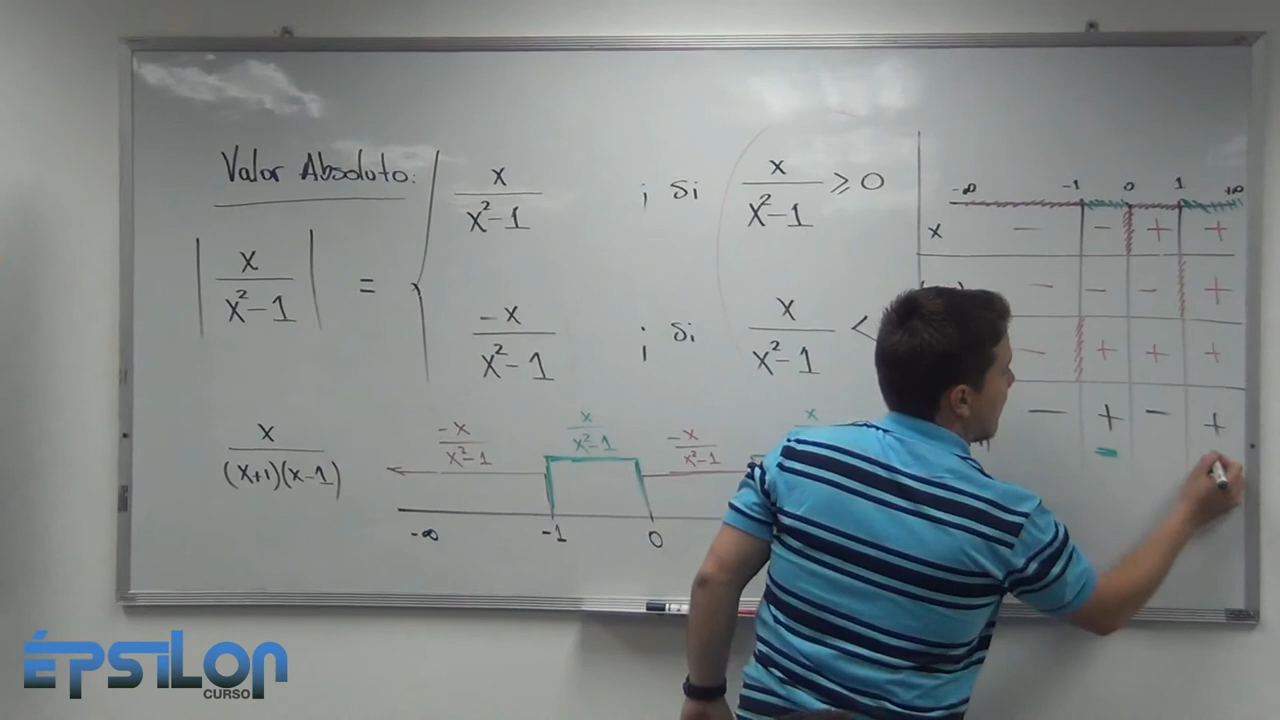 Valor Absoluto:
|x/(x²-1)| = {
x/(x²-1) ; si x/(x²-1) ≥ 0
-x/(x²-1) ; si x/(x²-1) <
x/((x+1)(x-1))
-x/(x²-1) x/(x²-1) -x/(x²-1) x
-∞ -1 0
-∞ -1 0 1 +∞
x - - + +
- - - +
- + + +
- + - +
ÉPSILON
CURSO